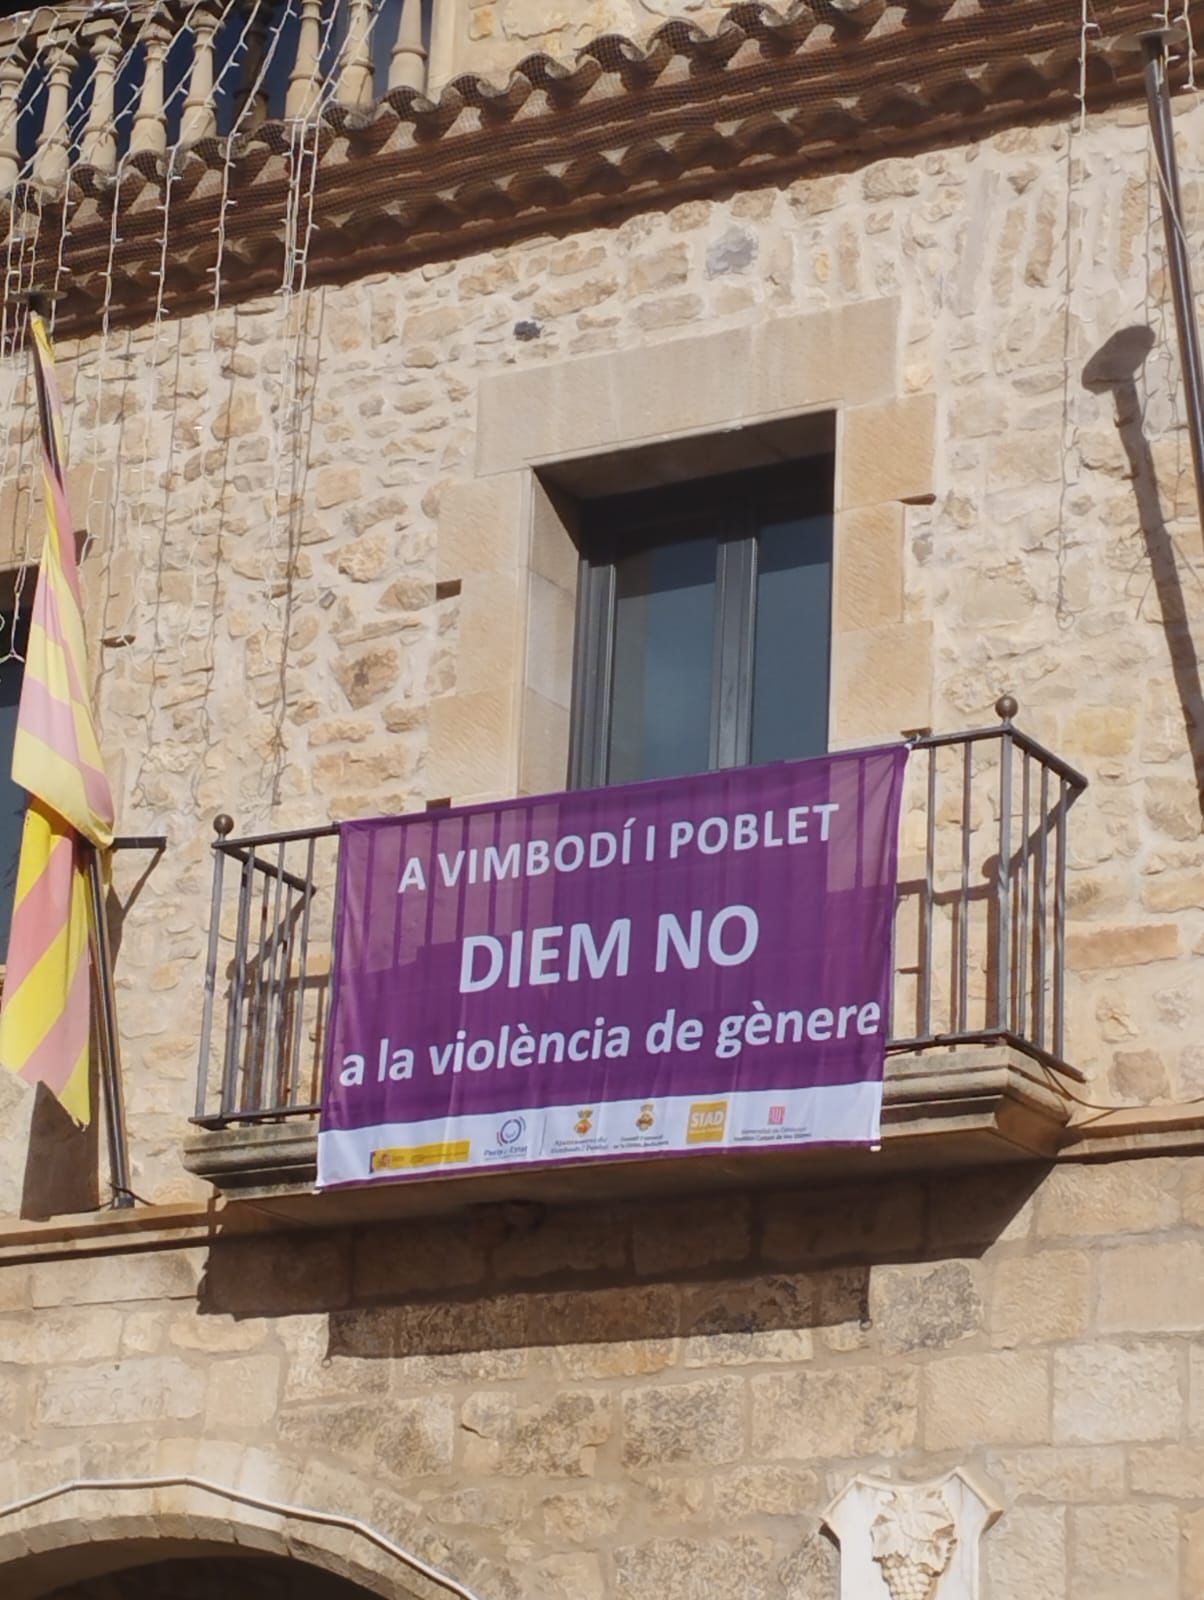 A VIMBODÍ I POBLET
DIEM NO
a la violència de gènere
SIAD